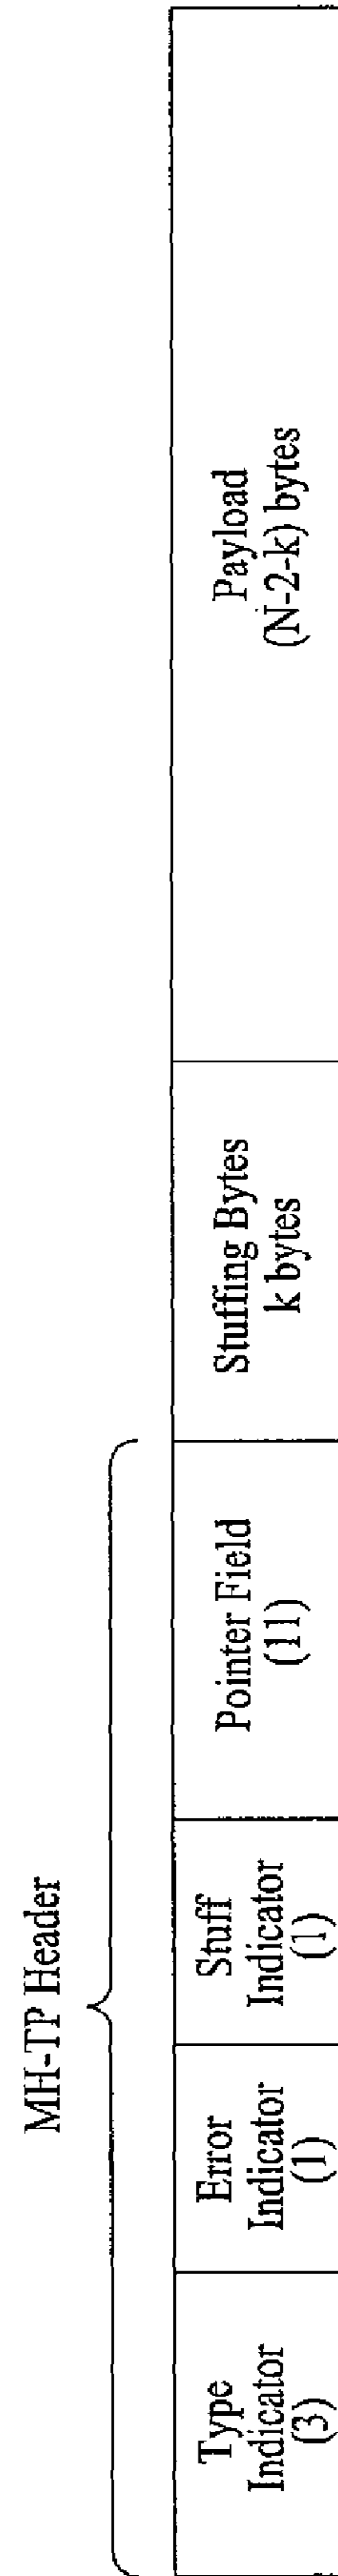 MH-TP Header
Type
Indicator
(3)
Error
Indicator
(1)
Stuff
Indicator
(1)
Pointer Field
(11)
Stuffing Bytes
k bytes
Payload
(N-2-k) bytes